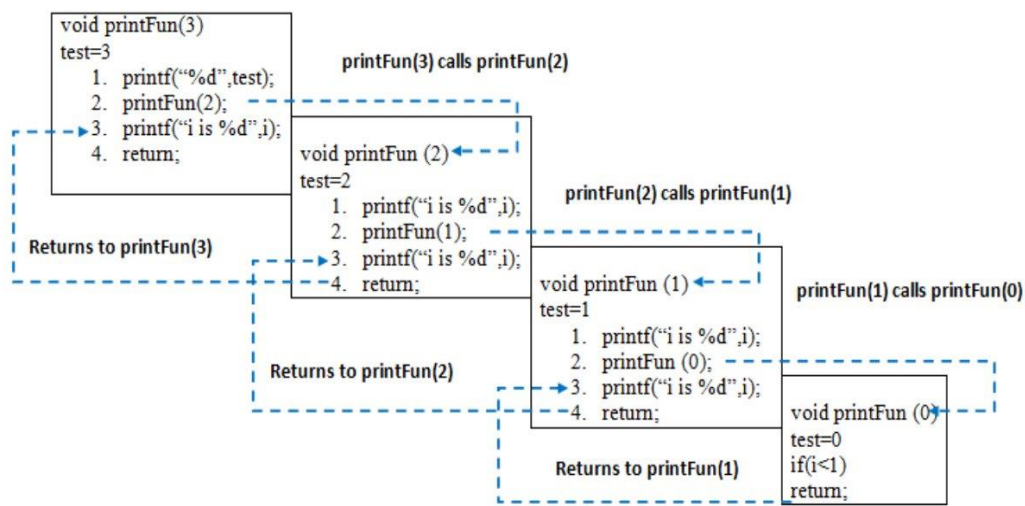 void printFun(3)
test=3
1. printf(“%d”,test);
2. printFun(2);
3. printf(“i is %d”,i);
4. return;
printFun(3) calls printFun(2)
void printFun (2)
test=2
1. printf(“i is %d”,i);
2. printFun(1);
3. printf(“i is %d”,i);
4. return;
Returns to printFun(3)
printFun(2) calls printFun(1)
void printFun (1)
test=1
1. printf(“i is %d”,i);
2. printFun (0);
3. printf(“i is %d”,i);
4. return;
Returns to printFun(2)
printFun(1) calls printFun(0)
void printFun (0)
test=0
if(i<1)
return;
Returns to printFun(1)